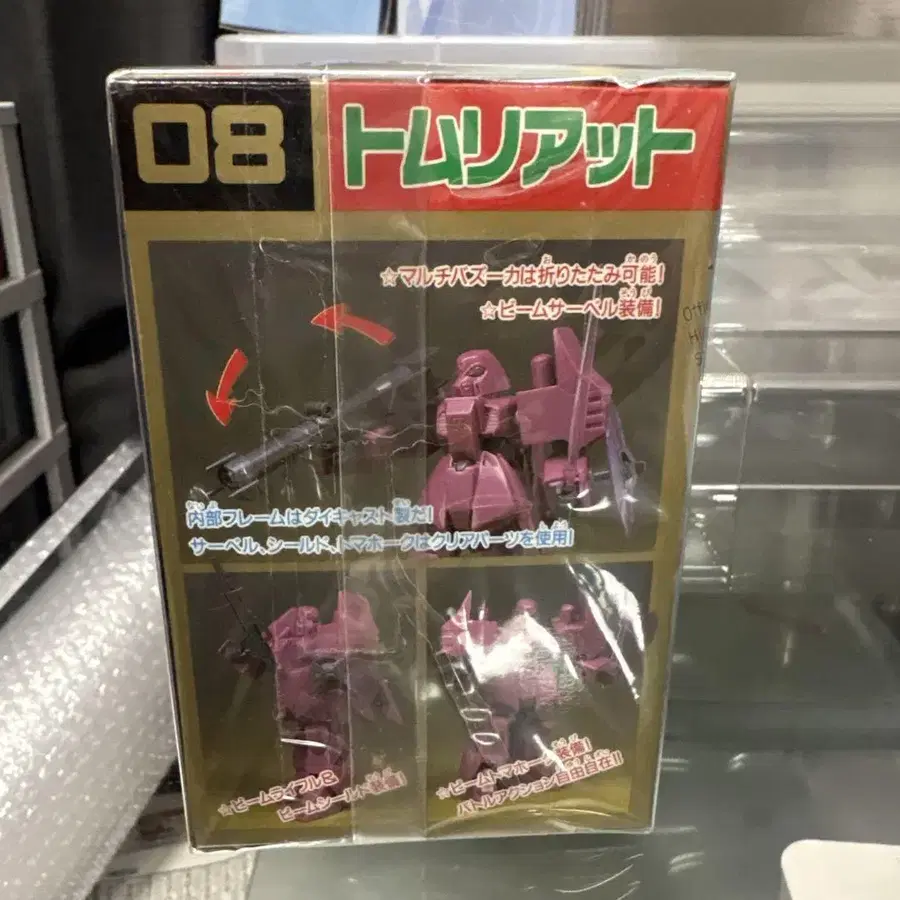 08
トムリアット
☆マルチバズーカは折りたたみ可能!
☆ビームサーベル装備!
内部フレームはダイキャスト製だ!
サーベル、シールド、トマホークはクリアパーツを使用!
☆ビームライフル&
ビームシールド装備!
☆ビームトマホーク装備!
バトルアクション自由自在!!